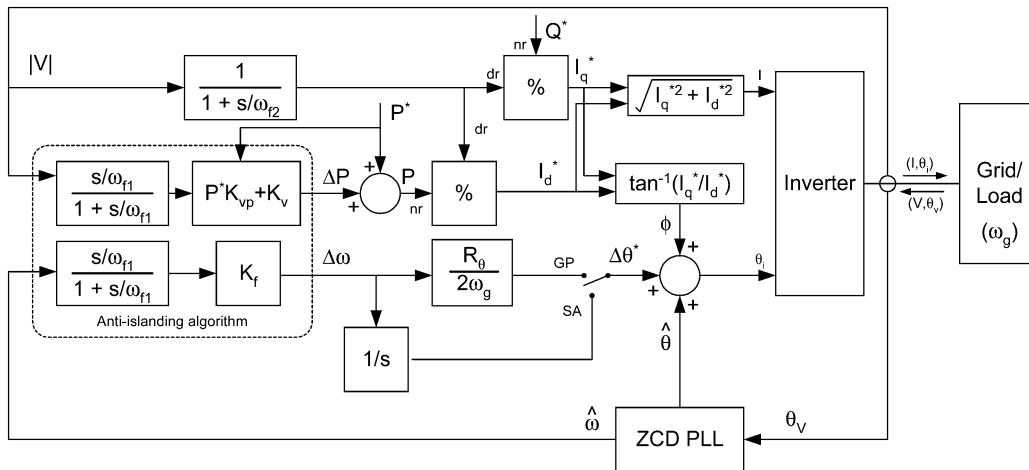 Q*
nr
|V|
1
1 + s/ω_f2
dr
%
I_q*
√(I_q*² + I_d*²)
I
P*
dr
s/ω_f1
1 + s/ω_f1
P*K_vp+K_v
ΔP
+
+
P
nr
%
I_d*
tan⁻¹(I_q*/I_d*)
Inverter
(I,θ_i)
(V,θ_v)
Grid/
Load
(ω_g)
ϕ
s/ω_f1
1 + s/ω_f1
K_f
Δω
R_θ
2ω_g
GP
SA
Δθ*
+
+
+
θ_i
Anti-islanding algorithm
1/s
θ̂
ω̂
ZCD PLL
θ_V